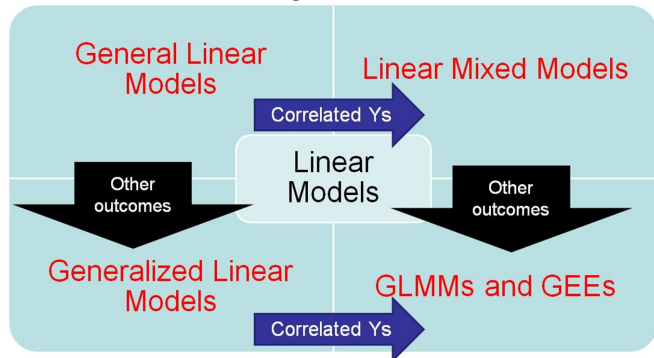 General Linear
Models
Linear Mixed Models
Correlated Ys
Linear
Models
Other
outcomes
Other
outcomes
Generalized Linear
Models
GLMMs and GEEs
Correlated Ys